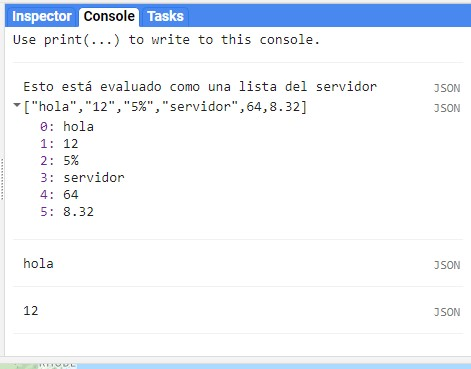 Inspector Console Tasks
Use print(...) to write to this console.
Esto está evaluado como una lista del servidor JSON
["hola","12","5%","servidor",64,8.32] JSON
0: hola
1: 12
2: 5%
3: servidor
4: 64
5: 8.32
hola JSON
12 JSON